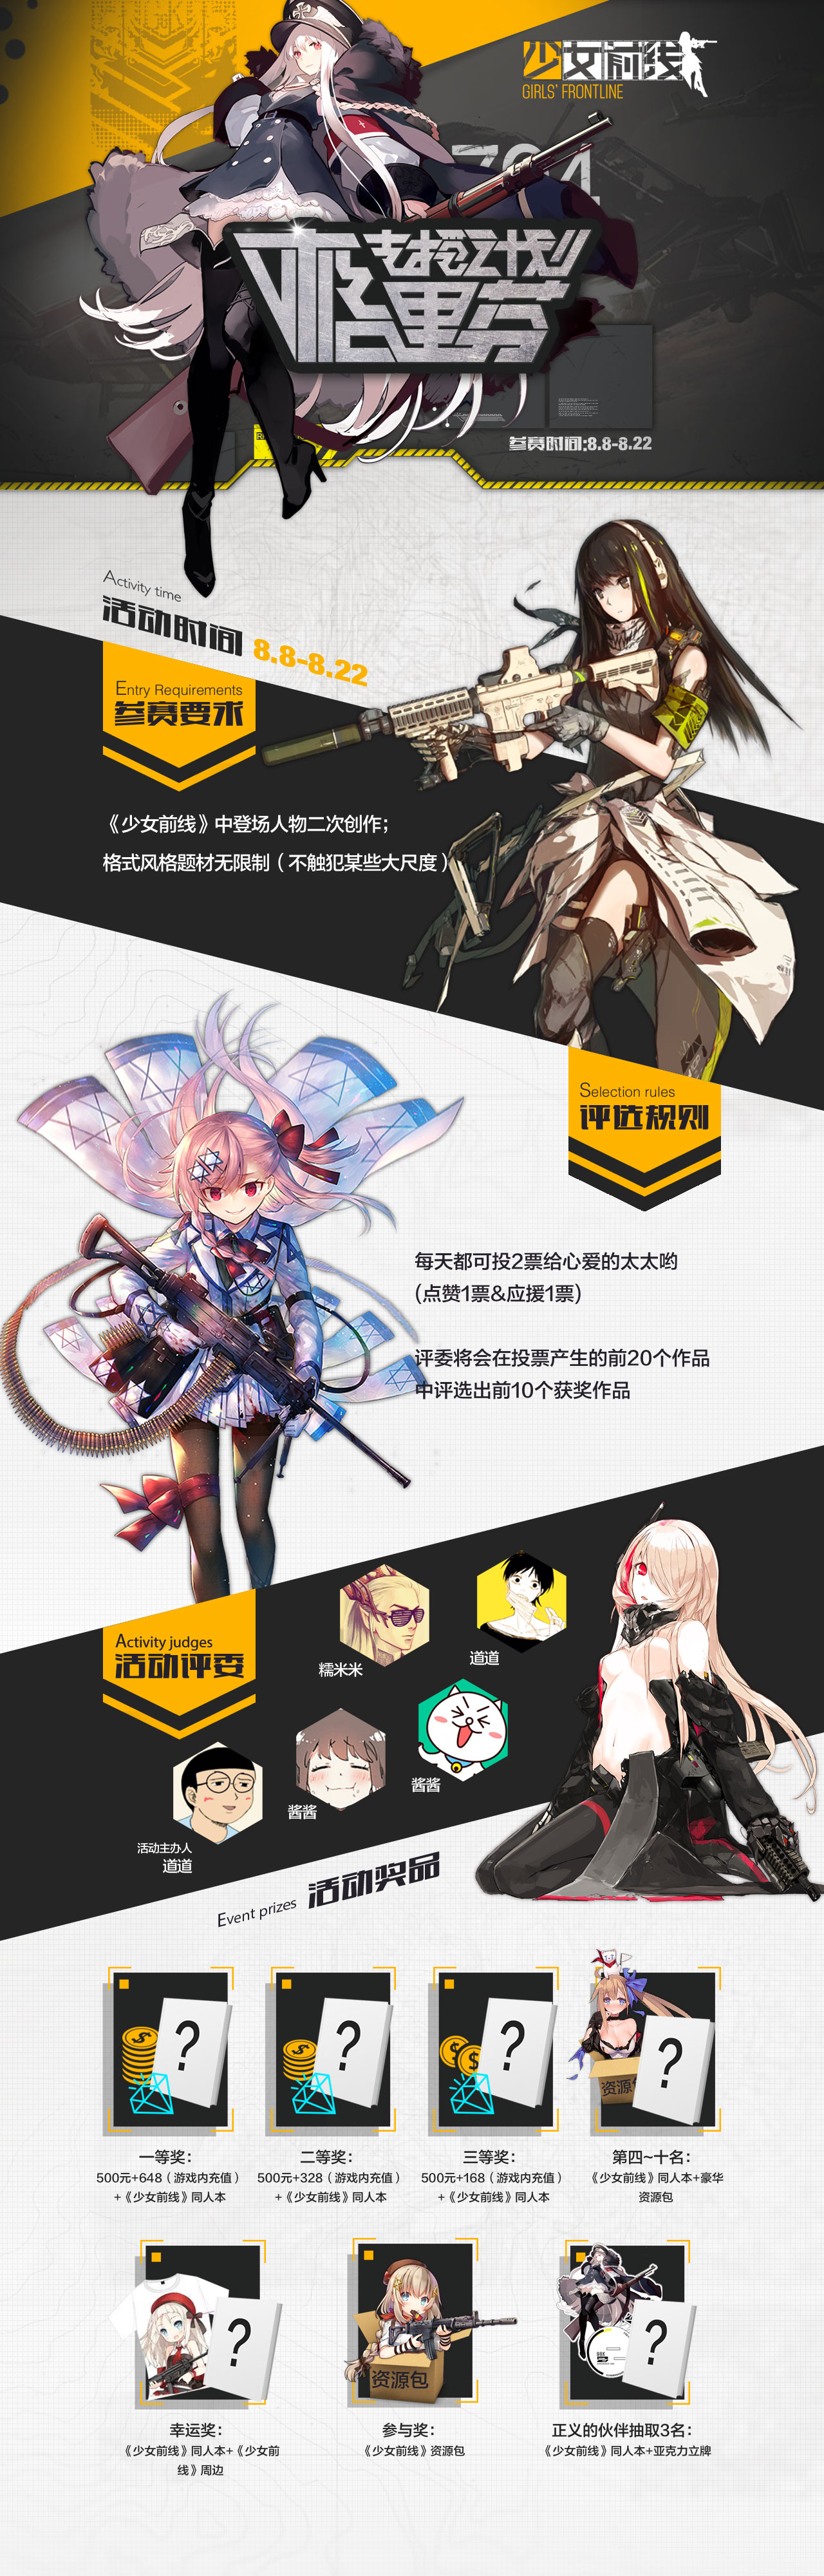 少女前线
GIRLS' FRONTLINE
参赛时间:8.8-8.22
Activity time
活动时间 8.8-8.22
Entry Requirements
参赛要求
《少女前线》中登场人物二次创作；
格式风格题材无限制（不触犯某些大尺度）
Selection rules
评选规则
每天都可投2票给心爱的太太哟
(点赞1票&应援1票)
评委将会在投票产生的前20个作品
中评选出前10个获奖作品
Activity judges
活动评委
糯米米
道道
酱酱
酱酱
活动主办人
道道
Event prizes 活动奖品
?
?
?
资源
?
一等奖：
500元+648（游戏内充值）
+《少女前线》同人本
二等奖：
500元+328（游戏内充值）
+《少女前线》同人本
三等奖：
500元+168（游戏内充值）
+《少女前线》同人本
第四~十名：
《少女前线》同人本+豪华
资源包
?
资源包
?
幸运奖：
《少女前线》同人本+《少女前
线》周边
参与奖：
《少女前线》资源包
正义的伙伴抽取3名：
《少女前线》同人本+亚克力立牌